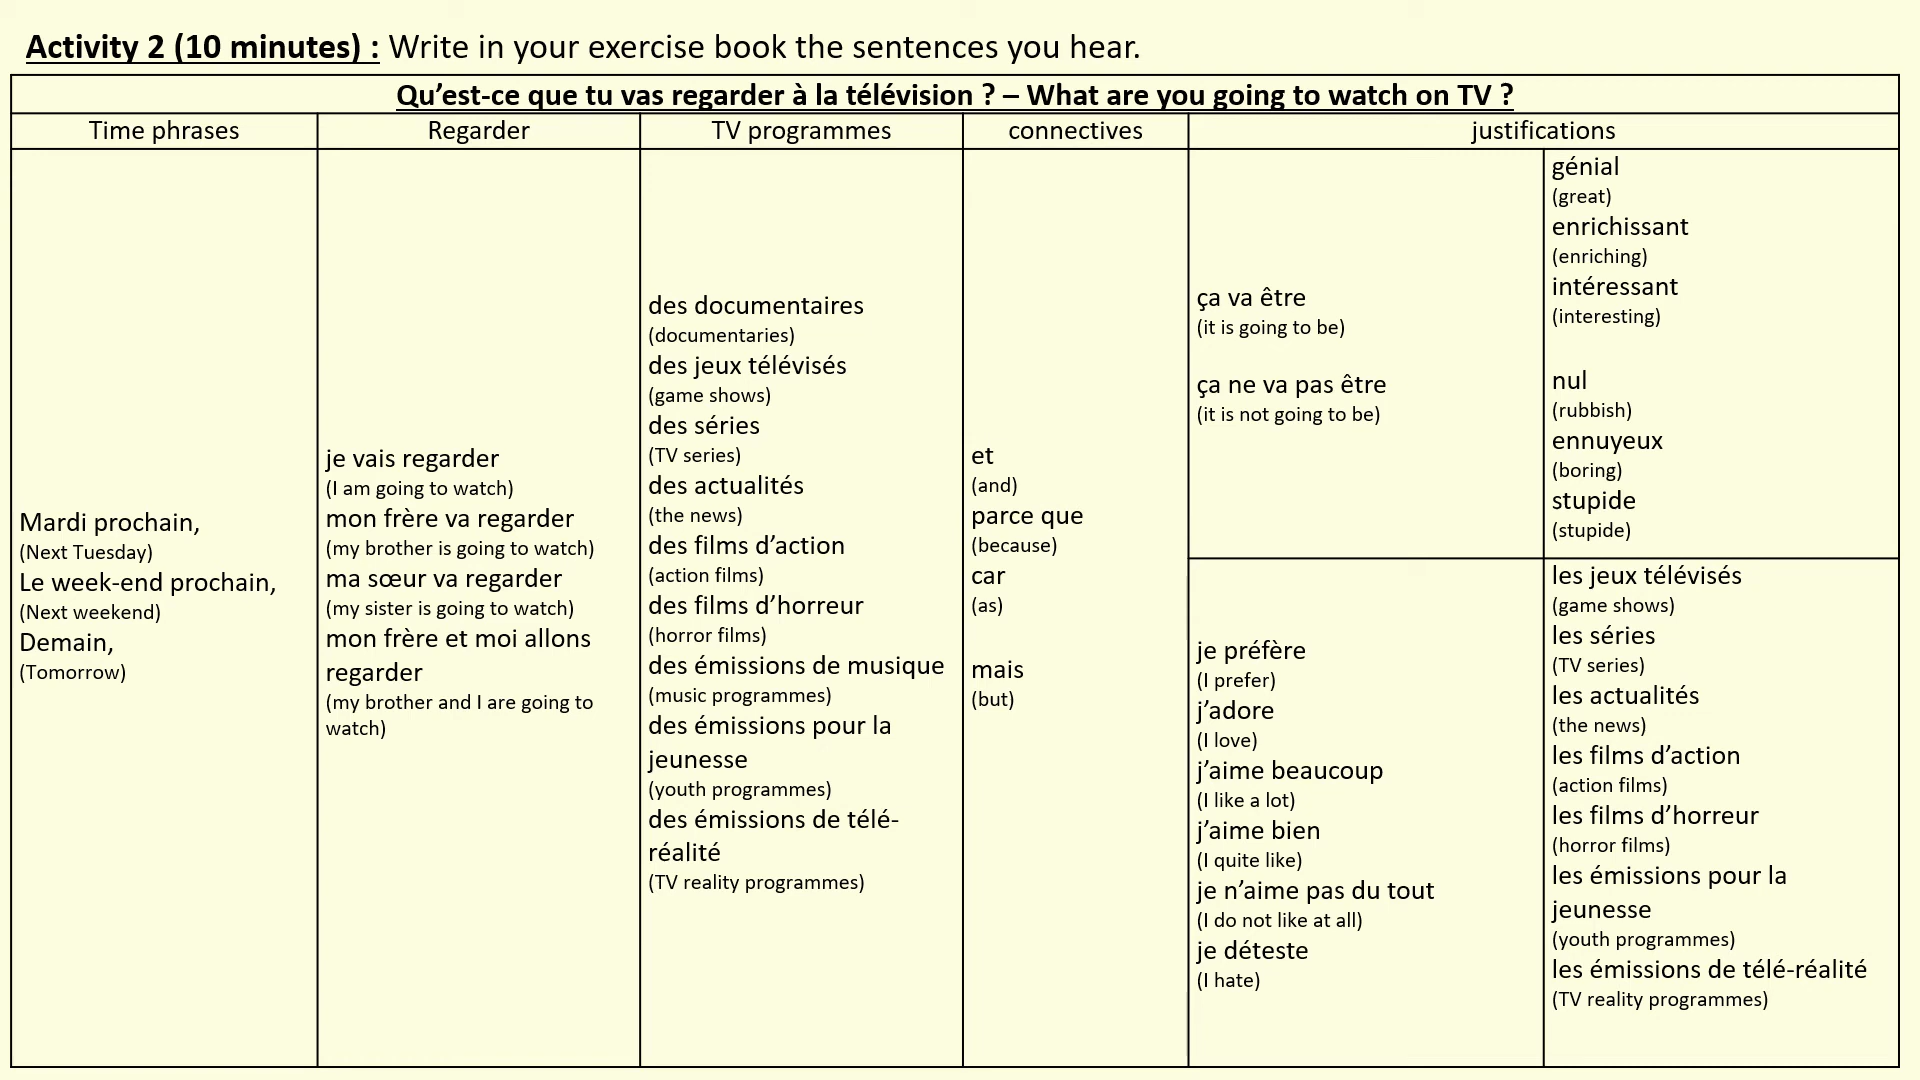 Activity 2 (10 minutes) : Write in your exercise book the sentences you hear.
Qu’est-ce que tu vas regarder à la télévision ? – What are you going to watch on TV ?
Time phrases
Regarder
TV programmes
connectives
justifications
Mardi prochain,
(Next Tuesday)
Le week-end prochain,
(Next weekend)
Demain,
(Tomorrow)
je vais regarder
(I am going to watch)
mon frère va regarder
(my brother is going to watch)
ma sœur va regarder
(my sister is going to watch)
mon frère et moi allons
regarder
(my brother and I are going to
watch)
des documentaires
(documentaries)
des jeux télévisés
(game shows)
des séries
(TV series)
des actualités
(the news)
des films d’action
(action films)
des films d’horreur
(horror films)
des émissions de musique
(music programmes)
des émissions pour la
jeunesse
(youth programmes)
des émissions de télé-
réalité
(TV reality programmes)
et
(and)
parce que
(because)
car
(as)
mais
(but)
ça va être
(it is going to be)
ça ne va pas être
(it is not going to be)
génial
(great)
enrichissant
(enriching)
intéressant
(interesting)
nul
(rubbish)
ennuyeux
(boring)
stupide
(stupide)
je préfère
(I prefer)
j’adore
(I love)
j’aime beaucoup
(I like a lot)
j’aime bien
(I quite like)
je n’aime pas du tout
(I do not like at all)
je déteste
(I hate)
les jeux télévisés
(game shows)
les séries
(TV series)
les actualités
(the news)
les films d’action
(action films)
les films d’horreur
(horror films)
les émissions pour la
jeunesse
(youth programmes)
les émissions de télé-réalité
(TV reality programmes)